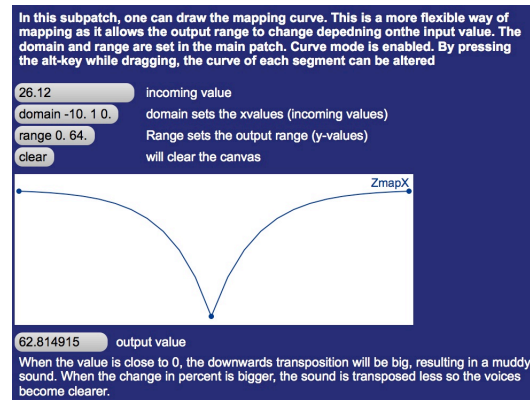 In this subpatch, one can draw the mapping curve. This is a more flexible way of
mapping as it allows the output range to change depedning onthe input value. The
domain and range are set in the main patch. Curve mode is enabled. By pressing
the alt-key while dragging, the curve of each segment can be altered
26.12 incoming value
domain -10. 1 0. domain sets the xvalues (incoming values)
range 0. 64. Range sets the output range (y-values)
clear will clear the canvas
ZmapX
62.814915 output value
When the value is close to 0, the downwards transposition will be big, resulting in a muddy
sound. When the change in percent is bigger, the sound is transposed less so the voices
become clearer.